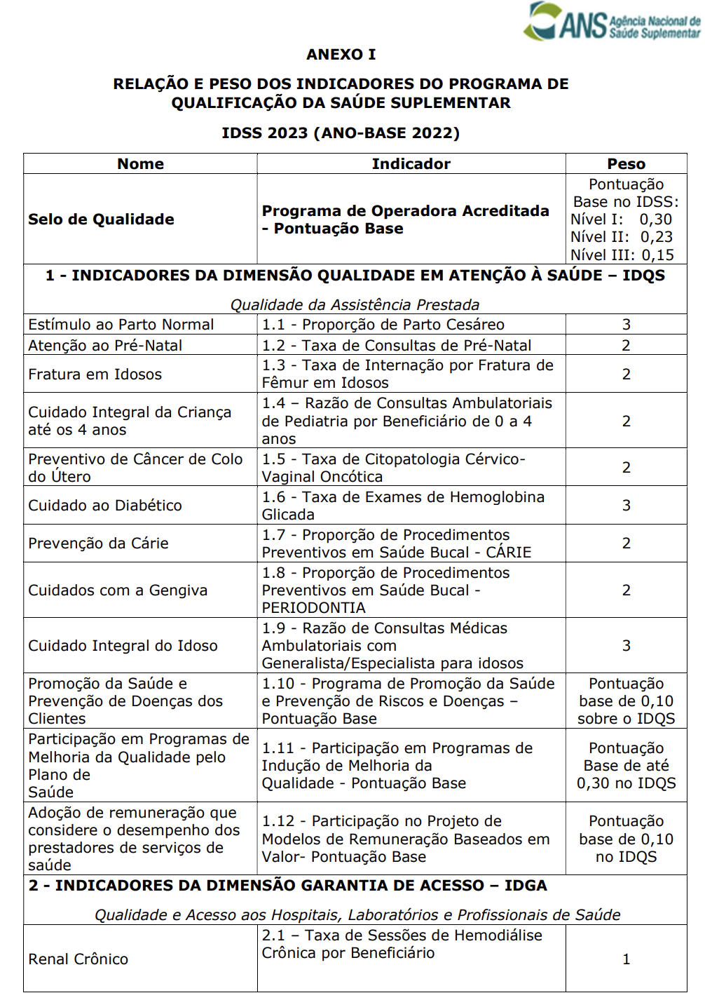 ANS Agência Nacional de
Saúde Suplementar
ANEXO I
RELAÇÃO E PESO DOS INDICADORES DO PROGRAMA DE
QUALIFICAÇÃO DA SAÚDE SUPLEMENTAR
IDSS 2023 (ANO-BASE 2022)
Nome Indicador Peso
Selo de Qualidade
Programa de Operadora Acreditada
- Pontuação Base
Pontuação
Base no IDSS:
Nível I: 0,30
Nível II: 0,23
Nível III: 0,15
1 - INDICADORES DA DIMENSÃO QUALIDADE EM ATENÇÃO À SAÚDE – IDQS
Qualidade da Assistência Prestada
Estímulo ao Parto Normal
1.1 - Proporção de Parto Cesáreo
3
Atenção ao Pré-Natal
1.2 - Taxa de Consultas de Pré-Natal
2
Fratura em Idosos
1.3 - Taxa de Internação por Fratura de
Fêmur em Idosos
2
Cuidado Integral da Criança
até os 4 anos
1.4 – Razão de Consultas Ambulatoriais
de Pediatria por Beneficiário de 0 a 4
anos
2
Preventivo de Câncer de Colo
do Útero
1.5 - Taxa de Citopatologia Cérvico-
Vaginal Oncótica
2
Cuidado ao Diabético
1.6 - Taxa de Exames de Hemoglobina
Glicada
3
Prevenção da Cárie
1.7 - Proporção de Procedimentos
Preventivos em Saúde Bucal - CÁRIE
2
Cuidados com a Gengiva
1.8 - Proporção de Procedimentos
Preventivos em Saúde Bucal -
PERIODONTIA
2
Cuidado Integral do Idoso
1.9 - Razão de Consultas Médicas
Ambulatoriais com
Generalista/Especialista para idosos
3
Promoção da Saúde e
Prevenção de Doenças dos
Clientes
1.10 - Programa de Promoção da Saúde
e Prevenção de Riscos e Doenças –
Pontuação Base
Pontuação
base de 0,10
sobre o IDQS
Participação em Programas de
Melhoria da Qualidade pelo
Plano de
Saúde
1.11 - Participação em Programas de
Indução de Melhoria da
Qualidade - Pontuação Base
Pontuação
Base de até
0,30 no IDQS
Adoção de remuneração que
considere o desempenho dos
prestadores de serviços de
saúde
1.12 - Participação no Projeto de
Modelos de Remuneração Baseados em
Valor- Pontuação Base
Pontuação
base de 0,10
no IDQS
2 - INDICADORES DA DIMENSÃO GARANTIA DE ACESSO – IDGA
Qualidade e Acesso aos Hospitais, Laboratórios e Profissionais de Saúde
Renal Crônico
2.1 – Taxa de Sessões de Hemodiálise
Crônica por Beneficiário
1